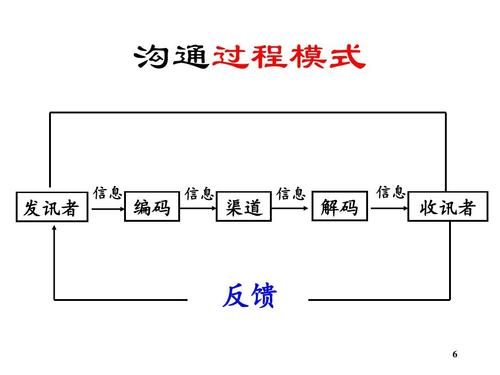 沟通过程模式
信息 信息 信息 信息
发讯者 编码 渠道 解码 收讯者
反馈
6